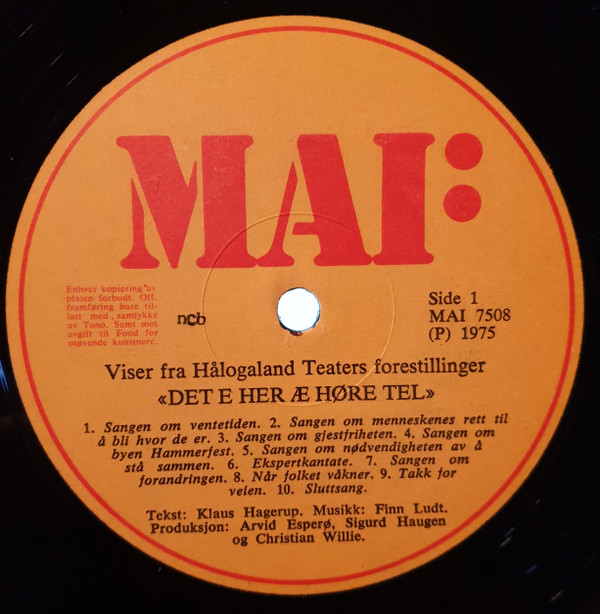 MAI:
Enhver kopiering av
platen forbudt. Off.
framføring bare til-
latt med samtykke
av Tono. Samt mot
avgift til Fond for
utøvende kunstnere.
ncb
Side 1
MAI 7508
(P) 1975
Viser fra Hålogaland Teaters forestillinger
«DET E HER Æ HØRE TEL»
1. Sangen om ventetiden. 2. Sangen om menneskenes rett til
å bli hvor de er. 3. Sangen om gjestfriheten. 4. Sangen om
byen Hammerfest. 5. Sangen om nødvendigheten av å
stå sammen. 6. Ekspertkantate. 7. Sangen om
forandringen. 8. Når folket våkner. 9. Takk for
veien. 10. Sluttsang.
Tekst: Klaus Hagerup. Musikk: Finn Ludt.
Produksjon: Arvid Esperø, Sigurd Haugen
og Christian Willie.